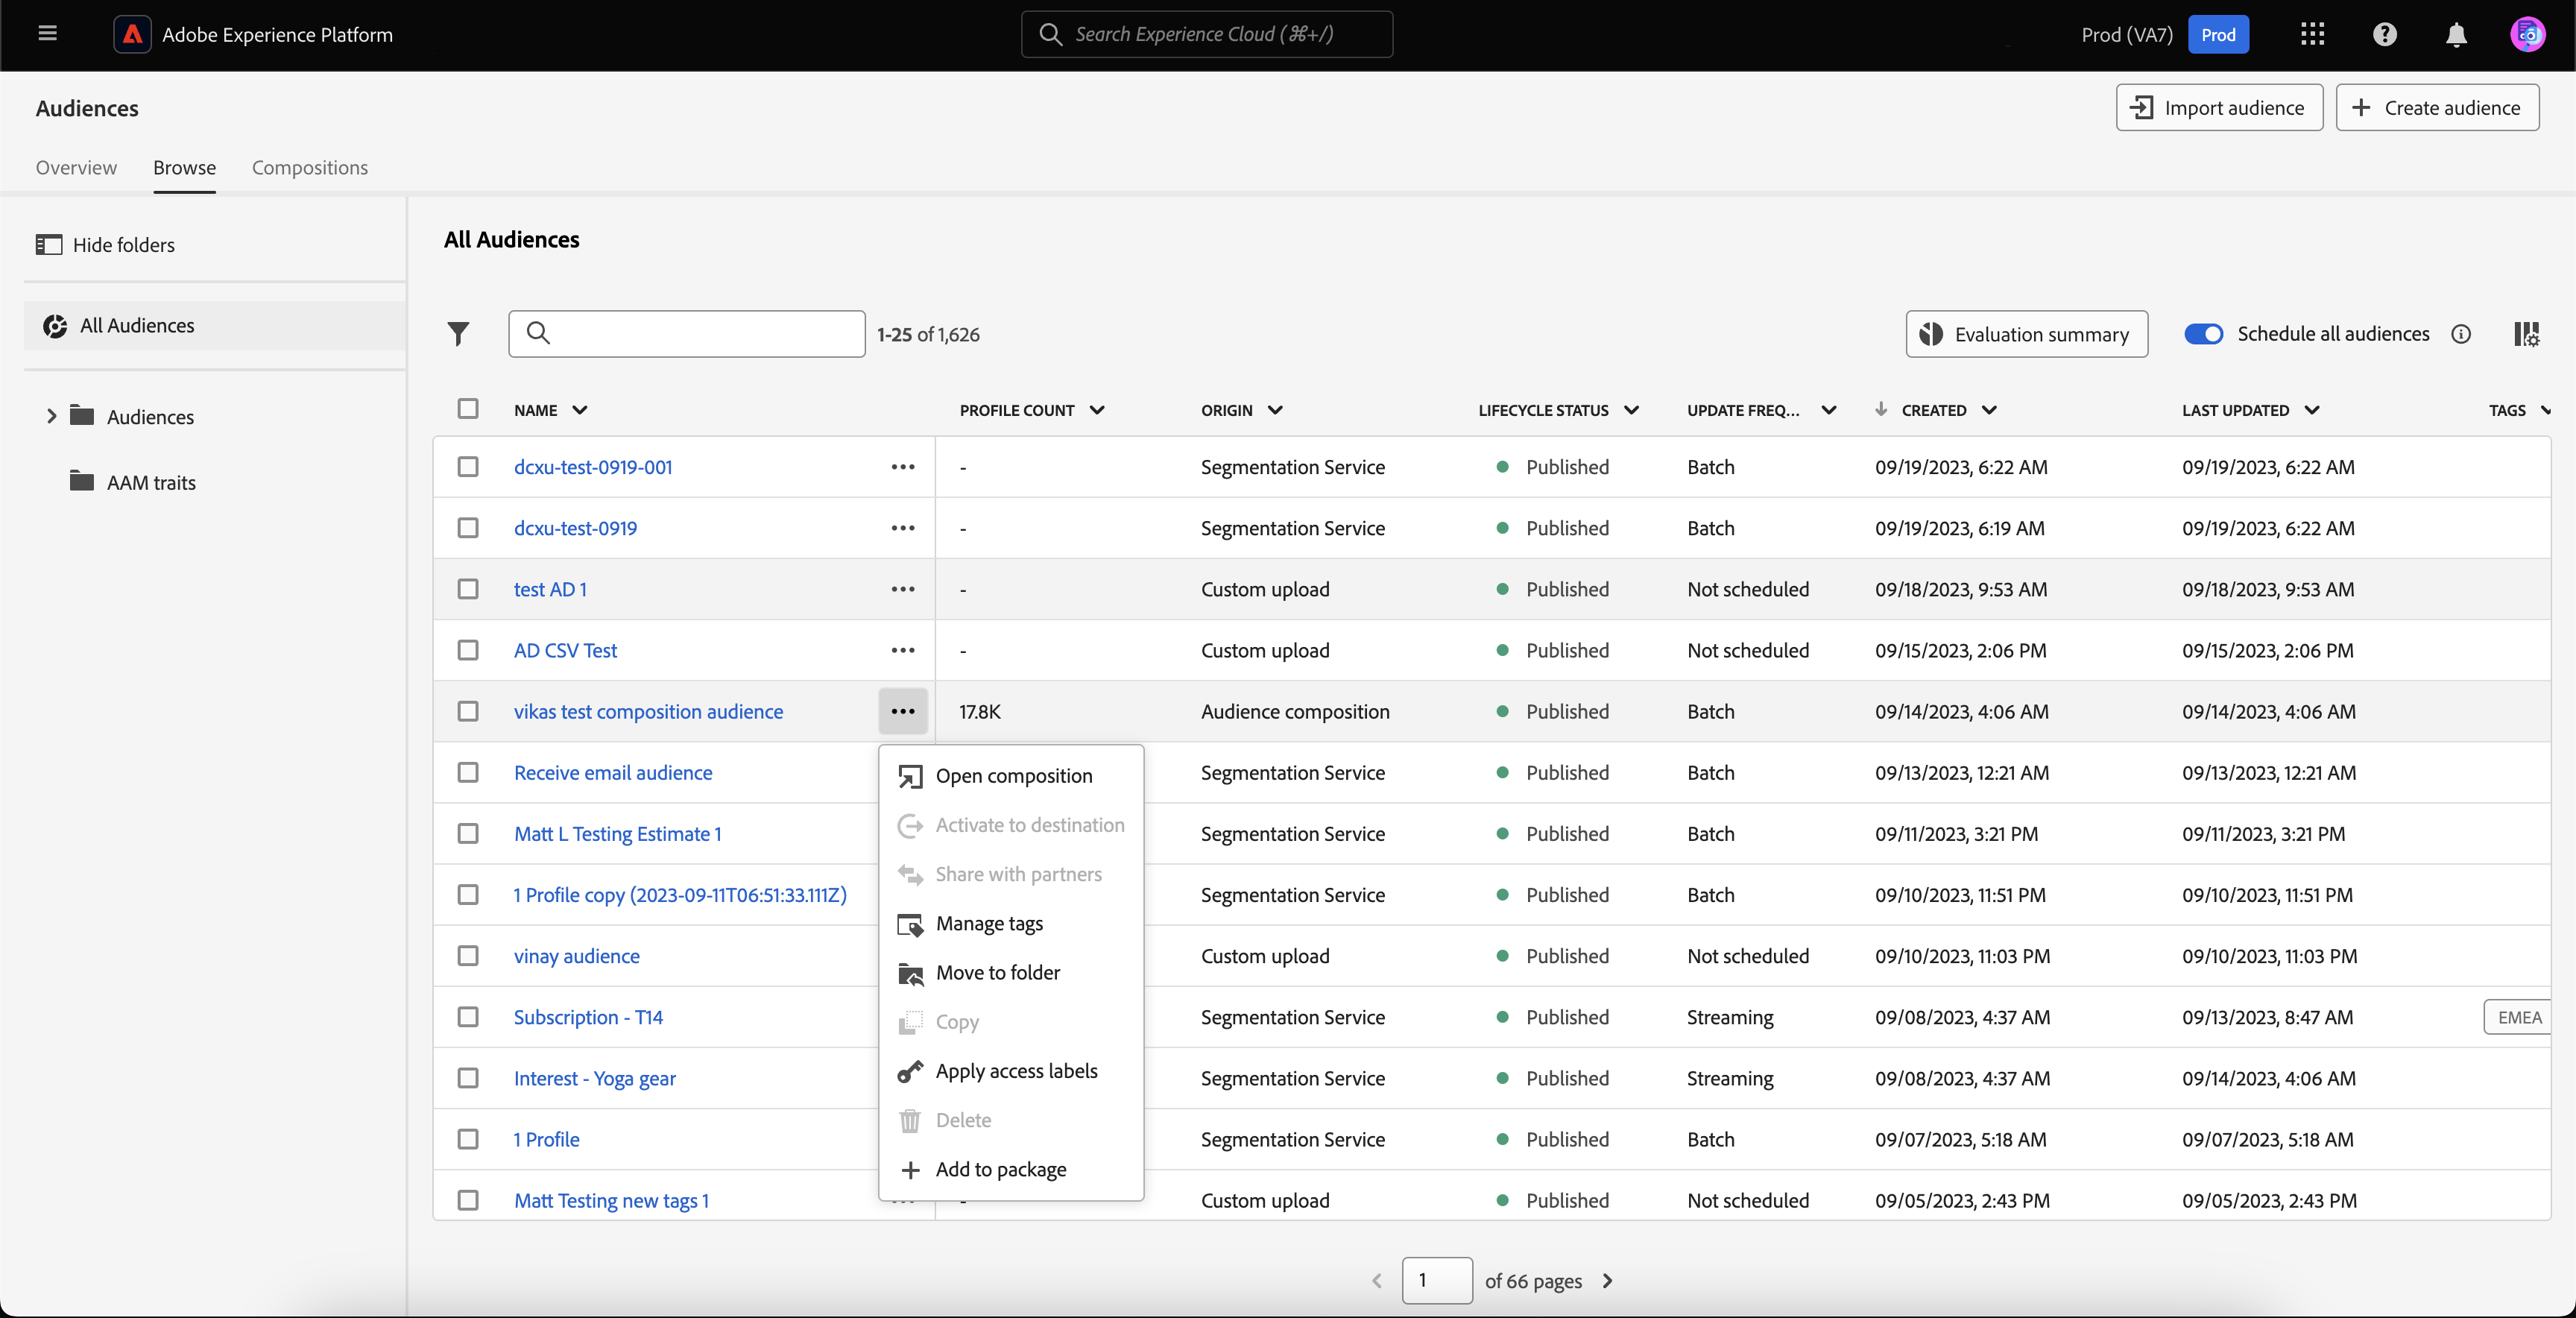 Adobe Experience Platform
Search Experience Cloud (⌘+/)
Prod (VA7)
Prod
Audiences
Import audience
Create audience
Overview
Browse
Compositions
Hide folders
All Audiences
Audiences
AAM traits
All Audiences
1-25 of 1,626
Evaluation summary
Schedule all audiences
NAME PROFILE COUNT ORIGIN LIFECYCLE STATUS UPDATE FREQ... CREATED LAST UPDATED TAGS
dcxu-test-0919-001 - Segmentation Service Published Batch 09/19/2023, 6:22 AM 09/19/2023, 6:22 AM
dcxu-test-0919 - Segmentation Service Published Batch 09/19/2023, 6:19 AM 09/19/2023, 6:22 AM
test AD 1 - Custom upload Published Not scheduled 09/18/2023, 9:53 AM 09/18/2023, 9:53 AM
AD CSV Test - Custom upload Published Not scheduled 09/15/2023, 2:06 PM 09/15/2023, 2:06 PM
vikas test composition audience 17.8K Audience composition Published Batch 09/14/2023, 4:06 AM 09/14/2023, 4:06 AM
Receive email audience Segmentation Service Published Batch 09/13/2023, 12:21 AM 09/13/2023, 12:21 AM
Matt L Testing Estimate 1 Segmentation Service Published Batch 09/11/2023, 3:21 PM 09/11/2023, 3:21 PM
1 Profile copy (2023-09-11T06:51:33.111Z) Segmentation Service Published Batch 09/10/2023, 11:51 PM 09/10/2023, 11:51 PM
vinay audience Custom upload Published Not scheduled 09/10/2023, 11:03 PM 09/10/2023, 11:03 PM
Subscription - T14 Segmentation Service Published Streaming 09/08/2023, 4:37 AM 09/13/2023, 8:47 AM EMEA
Interest - Yoga gear Segmentation Service Published Streaming 09/08/2023, 4:37 AM 09/14/2023, 4:06 AM
1 Profile Segmentation Service Published Batch 09/07/2023, 5:18 AM 09/07/2023, 5:18 AM
Matt Testing new tags 1 - Custom upload Published Not scheduled 09/05/2023, 2:43 PM 09/05/2023, 2:43 PM
Open composition
Activate to destination
Share with partners
Manage tags
Move to folder
Copy
Apply access labels
Delete
Add to package
1 of 66 pages